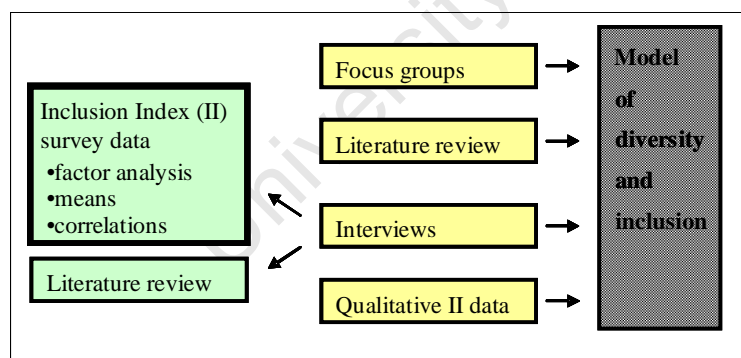 Inclusion Index (II)
survey data
•factor analysis
•means
•correlations
Literature review
Focus groups
Literature review
Interviews
Qualitative II data
Model
of
diversity
and
inclusion
University